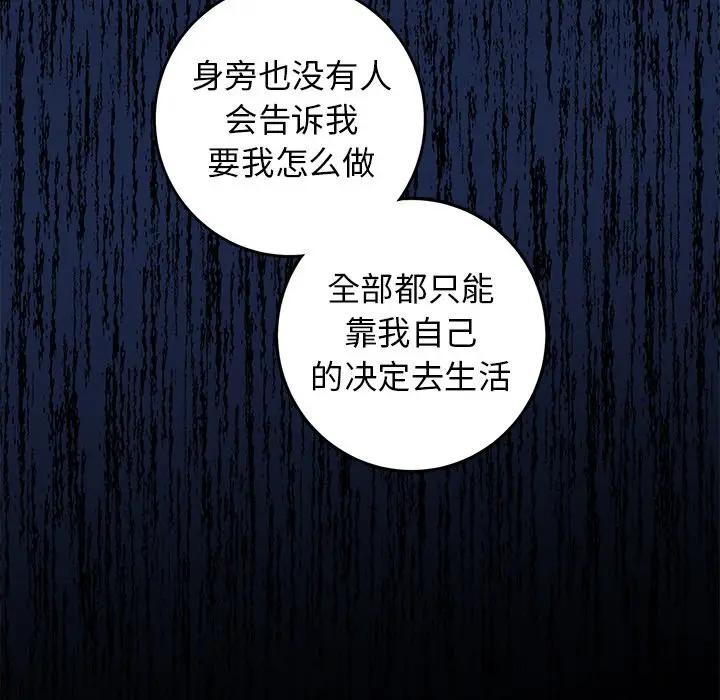 身旁也没有人
会告诉我
要我怎么做
全部都只能
靠我自己
的决定去生活